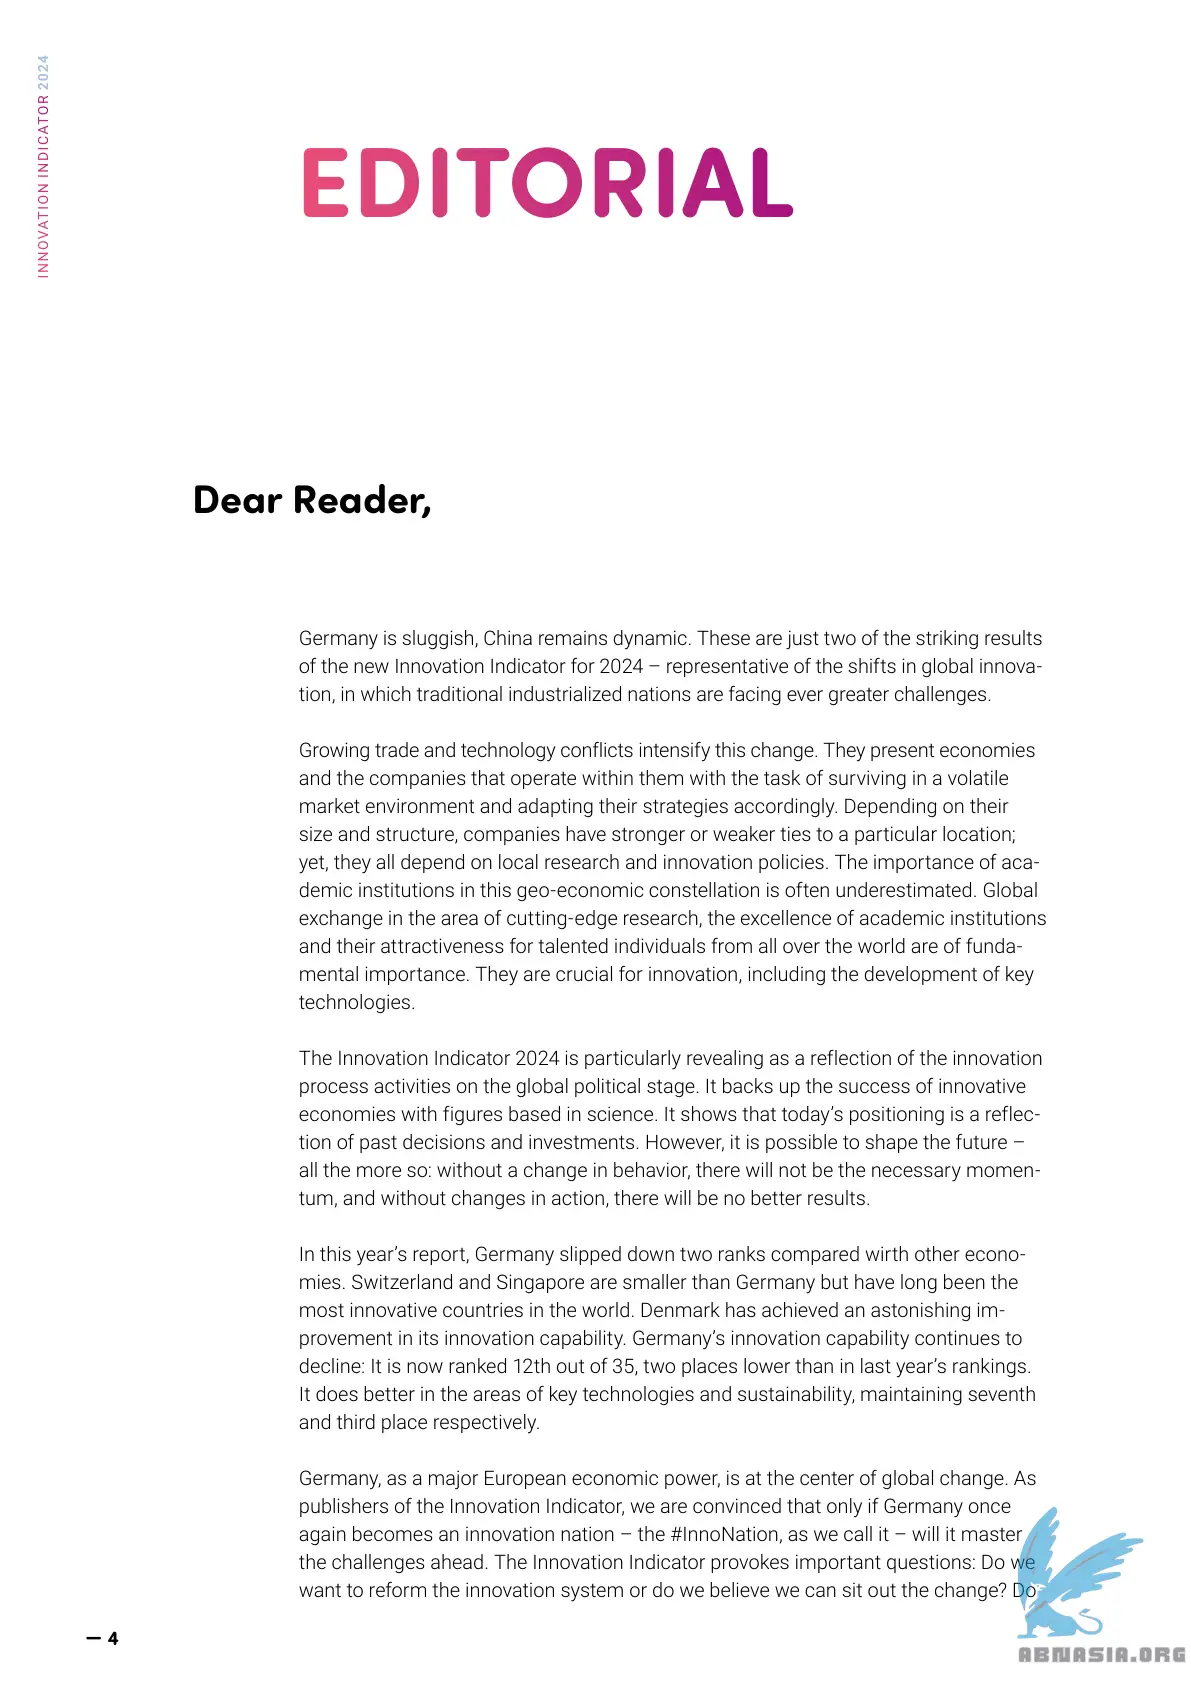 INNOVATION INDICATOR 2024
EDITORIAL
Dear Reader,
Germany is sluggish, China remains dynamic. These are just two of the striking results
of the new Innovation Indicator for 2024 – representative of the shifts in global innova-
tion, in which traditional industrialized nations are facing ever greater challenges.
Growing trade and technology conflicts intensify this change. They present economies
and the companies that operate within them with the task of surviving in a volatile
market environment and adapting their strategies accordingly. Depending on their
size and structure, companies have stronger or weaker ties to a particular location;
yet, they all depend on local research and innovation policies. The importance of aca-
demic institutions in this geo-economic constellation is often underestimated. Global
exchange in the area of cutting-edge research, the excellence of academic institutions
and their attractiveness for talented individuals from all over the world are of funda-
mental importance. They are crucial for innovation, including the development of key
technologies.
The Innovation Indicator 2024 is particularly revealing as a reflection of the innovation
process activities on the global political stage. It backs up the success of innovative
economies with figures based in science. It shows that today’s positioning is a reflec-
tion of past decisions and investments. However, it is possible to shape the future –
all the more so: without a change in behavior, there will not be the necessary momen-
tum, and without changes in action, there will be no better results.
In this year’s report, Germany slipped down two ranks compared wirth other econo-
mies. Switzerland and Singapore are smaller than Germany but have long been the
most innovative countries in the world. Denmark has achieved an astonishing im-
provement in its innovation capability. Germany’s innovation capability continues to
decline: It is now ranked 12th out of 35, two places lower than in last year’s rankings.
It does better in the areas of key technologies and sustainability, maintaining seventh
and third place respectively.
Germany, as a major European economic power, is at the center of global change. As
publishers of the Innovation Indicator, we are convinced that only if Germany once
again becomes an innovation nation – the #InnoNation, as we call it – will it master
the challenges ahead. The Innovation Indicator provokes important questions: Do we
want to reform the innovation system or do we believe we can sit out the change? Do
— 4
ABNASIA.ORG